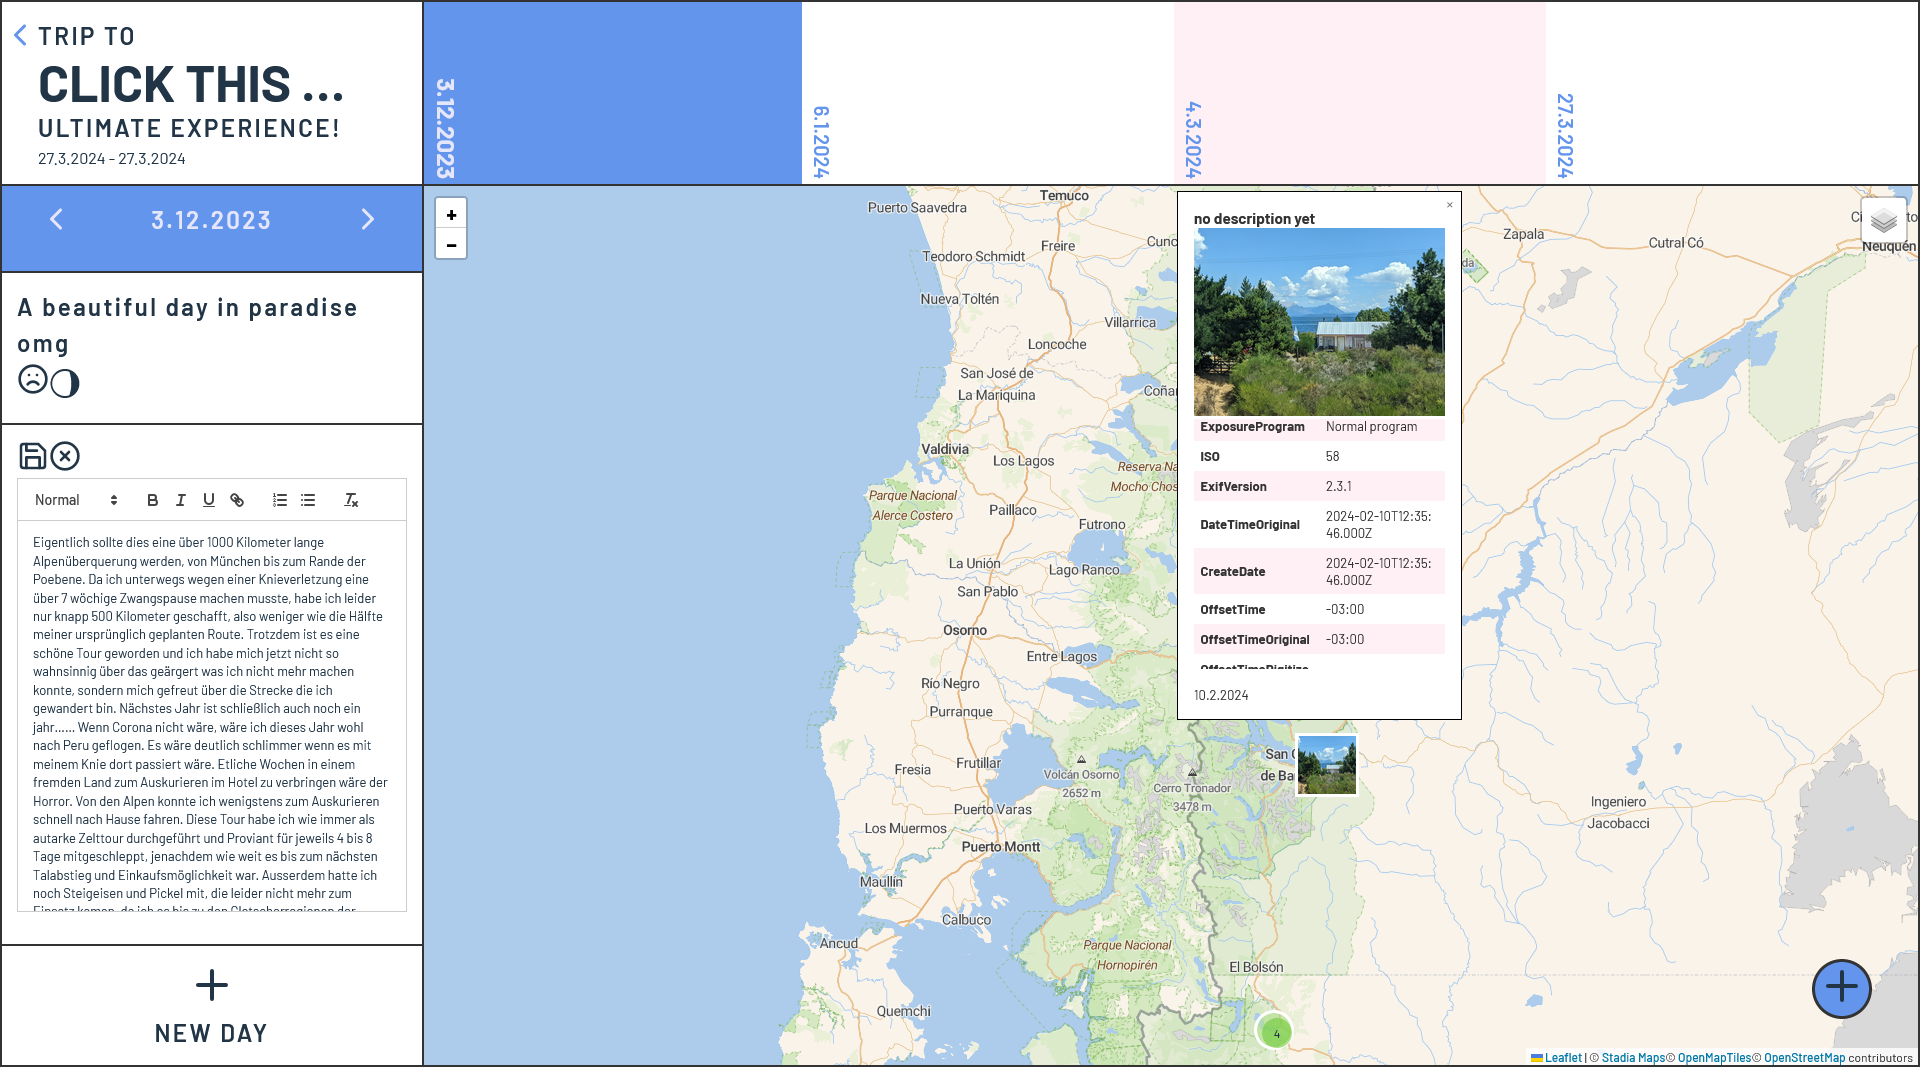 TRIP TO
CLICK THIS ...
ULTIMATE EXPERIENCE!
27.3.2024 - 27.3.2024
3.12.2023
6.1.2024
4.3.2024
27.3.2024
3.12.2023
A beautiful day in paradise
omg
Normal
Eigentlich sollte dies eine über 1000 Kilometer lange
Alpenüberquerung werden, von München bis zum Rande der
Poebene. Da ich unterwegs wegen einer Knieverletzung eine
über 7 wöchige Zwangspause machen musste, habe ich leider
nur knapp 500 Kilometer geschafft, also weniger wie die Hälfte
meiner ursprünglich geplanten Route. Trotzdem ist es eine
schöne Tour geworden und ich habe mich jetzt nicht so
wahnsinnig über das geärgert was ich nicht mehr machen
konnte, sondern mich gefreut über die Strecke die ich
gewandert bin. Nächstes Jahr ist schließlich auch noch ein
jahr...... Wenn Corona nicht wäre, wäre ich dieses Jahr wohl
nach Peru geflogen. Es wäre deutlich schlimmer wenn es mit
meinem Knie dort passiert wäre. Etliche Wochen in einem
fremden Land zum Auskurieren im Hotel zu verbringen wäre der
Horror. Von den Alpen konnte ich wenigstens zum Auskurieren
schnell nach Hause fahren. Diese Tour habe ich wie immer als
autarke Zelttour durchgeführt und Proviant für jeweils 4 bis 8
Tage mitgeschleppt, jenachdem wie weit es bis zum nächsten
Talabstieg und Einkaufsmöglichkeit war. Ausserdem hatte ich
noch Steigeisen und Pickel mit, die leider nicht mehr zum
Einsatz kamen, da ich es bis zu den Gletscherregionen der
NEW DAY
+
−
Temuco
Puerto Saavedra
Freire
Cunc
Teodoro Schmidt
Nueva Toltén
Villarrica
Loncoche
San José de
La Mariquina
Coñar
Valdivia
Los Lagos
Reserva Na
Mocho Chos
Parque Nacional
Alerce Costero
Paillaco
Futrono
La Unión
Lago Ranco
San Pablo
Osorno
Entre Lagos
Río Negro
Purranque
Frutillar
Fresia
Volcán Osorno
2652 m
Cerro Tronador
3478 m
Puerto Varas
Los Muermos
Puerto Montt
Maullín
Calbuco
Ancud
Parque Nacional
Hornopirén
El Bolsón
Quemchi
4
San C
de Ba
Ingeniero
Jacobacci
Zapala
Cutral Có
Neuquén
da
×
no description yet
ExposureProgram Normal program
ISO 58
ExifVersion 2.3.1
DateTimeOriginal 2024-02-10T12:35:
46.000Z
CreateDate 2024-02-10T12:35:
46.000Z
OffsetTime -03:00
OffsetTimeOriginal -03:00
OffsetTimeDigitize
10.2.2024
Leaflet | © Stadia Maps© OpenMapTiles© OpenStreetMap contributors